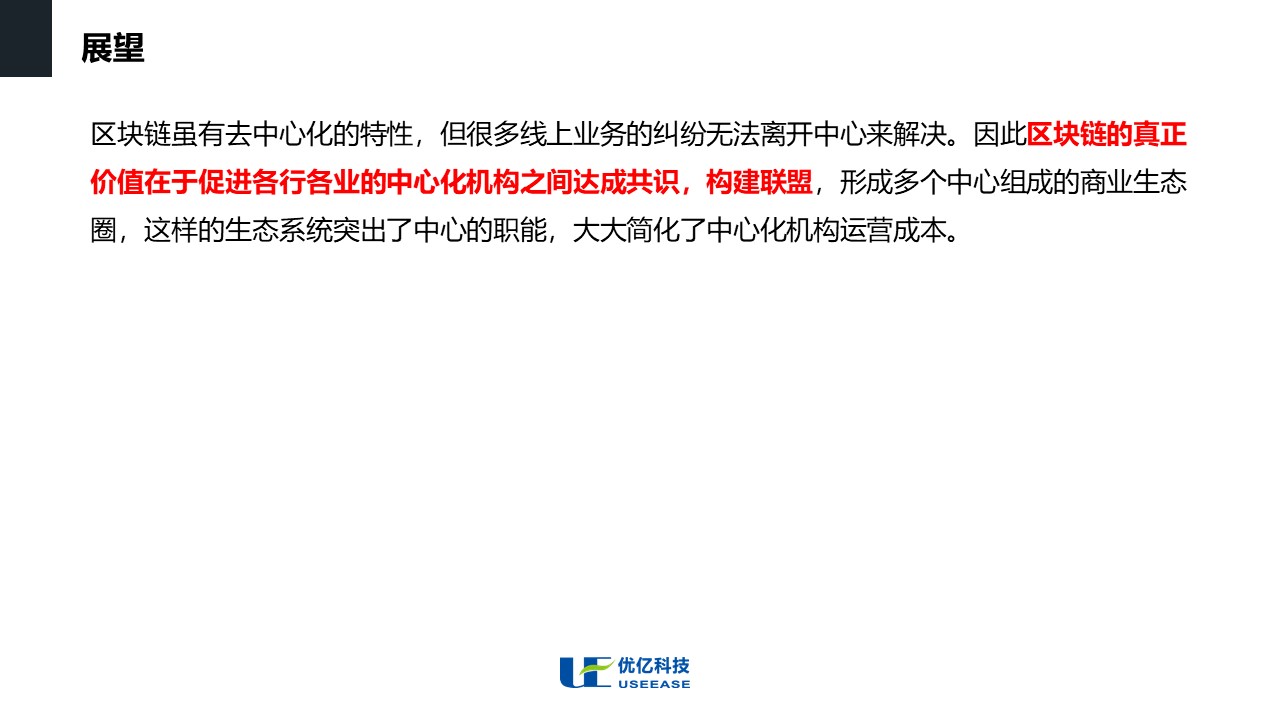 展望
区块链虽有去中心化的特性，但很多线上业务的纠纷无法离开中心来解决。因此区块链的真正
价值在于促进各行各业的中心化机构之间达成共识，构建联盟，形成多个中心组成的商业生态
圈，这样的生态系统突出了中心的职能，大大简化了中心化机构运营成本。
UE 优亿科技
USEEASE